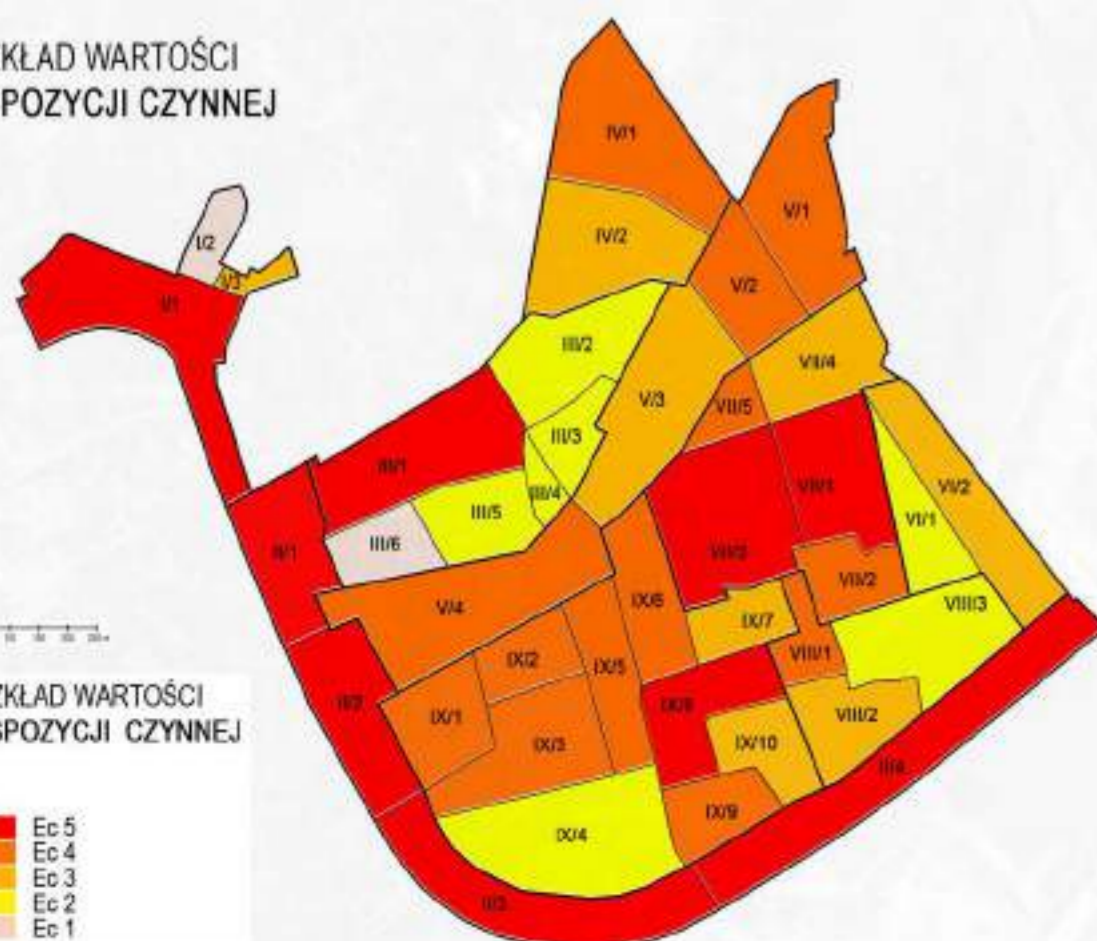 KŁAD WARTOŚCI
POZYCJI CZYNNEJ
IV/1
V/1
I/2
IV/2
I/3
V/2
I/1
III/2
VII/4
V/3
VII/5
III/3
III/1
VII/1
VI/2
III/4
III/5
VI/1
II/1
III/6
VII/3
VII/2
IX/6
VIII/3
V/4
IX/7
IX/2
VIII/1
IX/5
II/2
IX/8
IX/1
VIII/2
IX/3
IX/10
II/4
IX/9
IX/4
II/3
ZKŁAD WARTOŚCI
SPOZYCJI CZYNNEJ
Ec 5
Ec 4
Ec 3
Ec 2
Ec 1